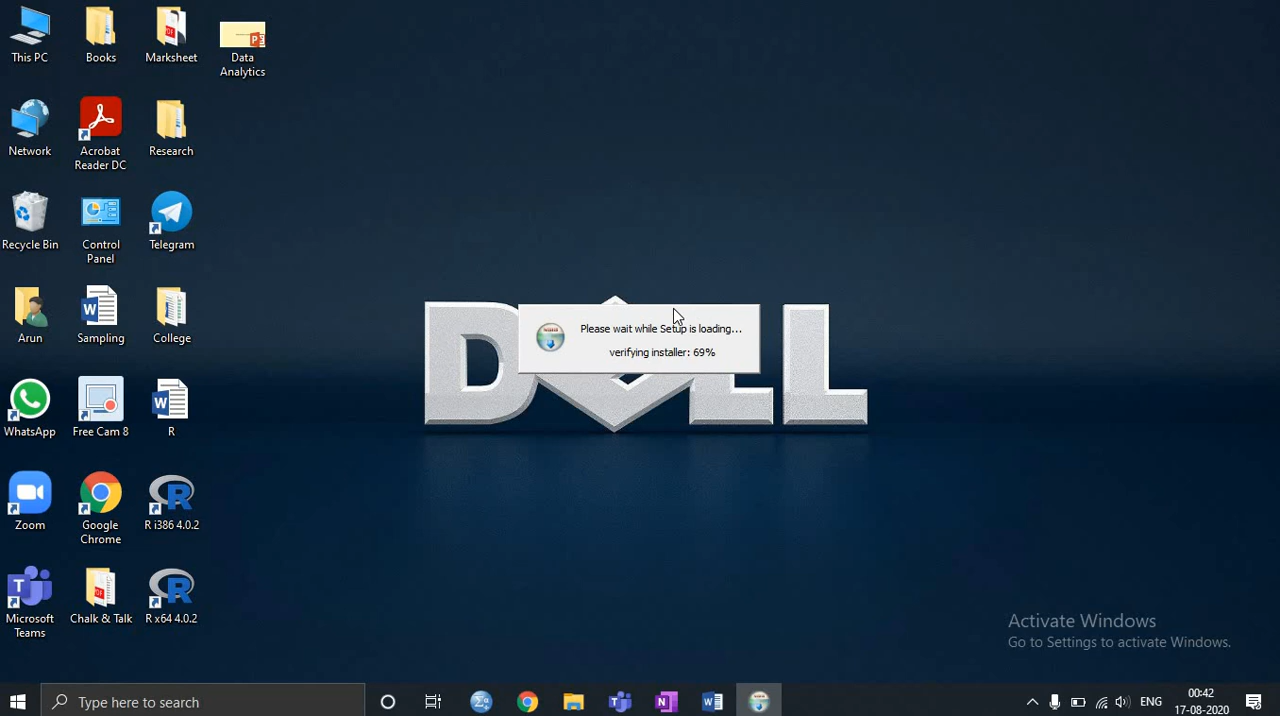 This PC
Books
Marksheet
Data
Analytics
Network
Acrobat
Reader DC
Research
Recycle Bin
Control
Panel
Telegram
Arun
Sampling
College
WhatsApp
Free Cam 8
R
Zoom
Google
Chrome
R i386 4.0.2
Microsoft
Teams
Chalk & Talk
R x64 4.0.2
DELL
Please wait while Setup is loading...
verifying installer: 69%
Activate Windows
Go to Settings to activate Windows.
Type here to search
ENG
00:42
17-08-2020